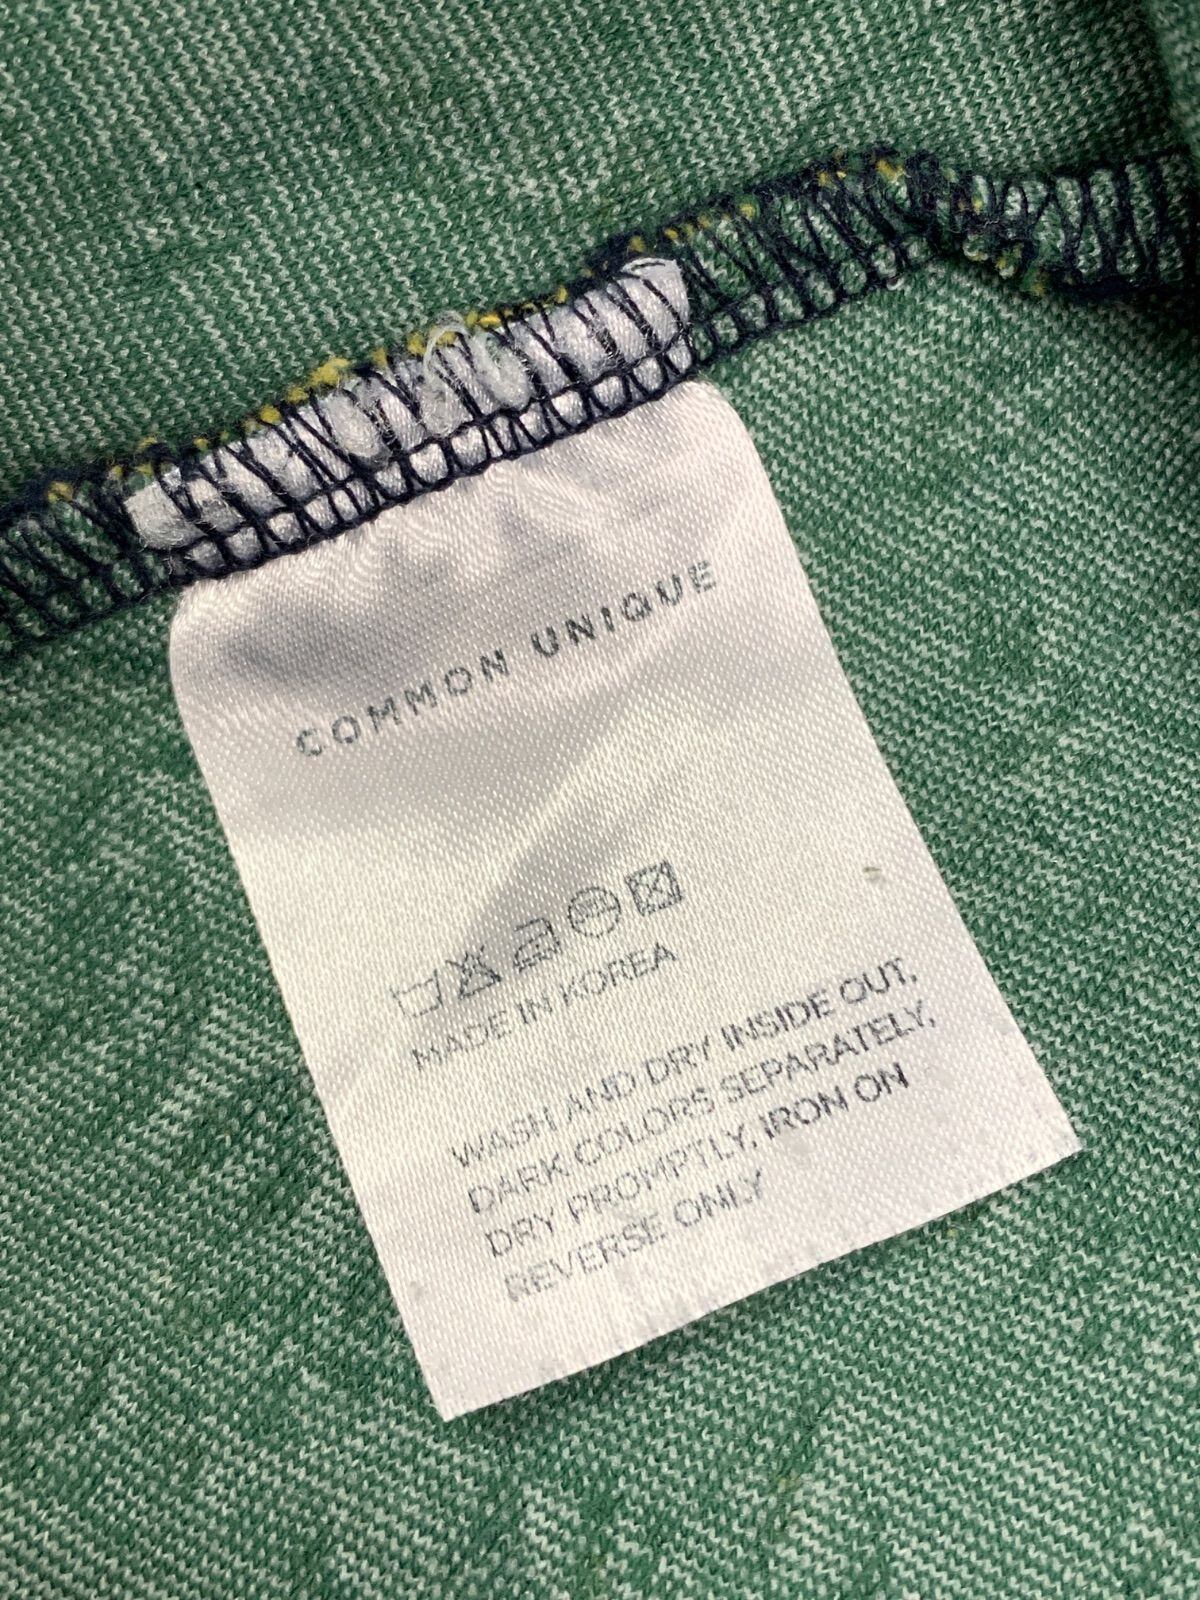 COMMON UNIQUE
MADE IN KOREA
WASH AND DRY INSIDE OUT,
DARK COLORS SEPARATELY,
DRY PROMPTLY, IRON ON
REVERSE ONLY